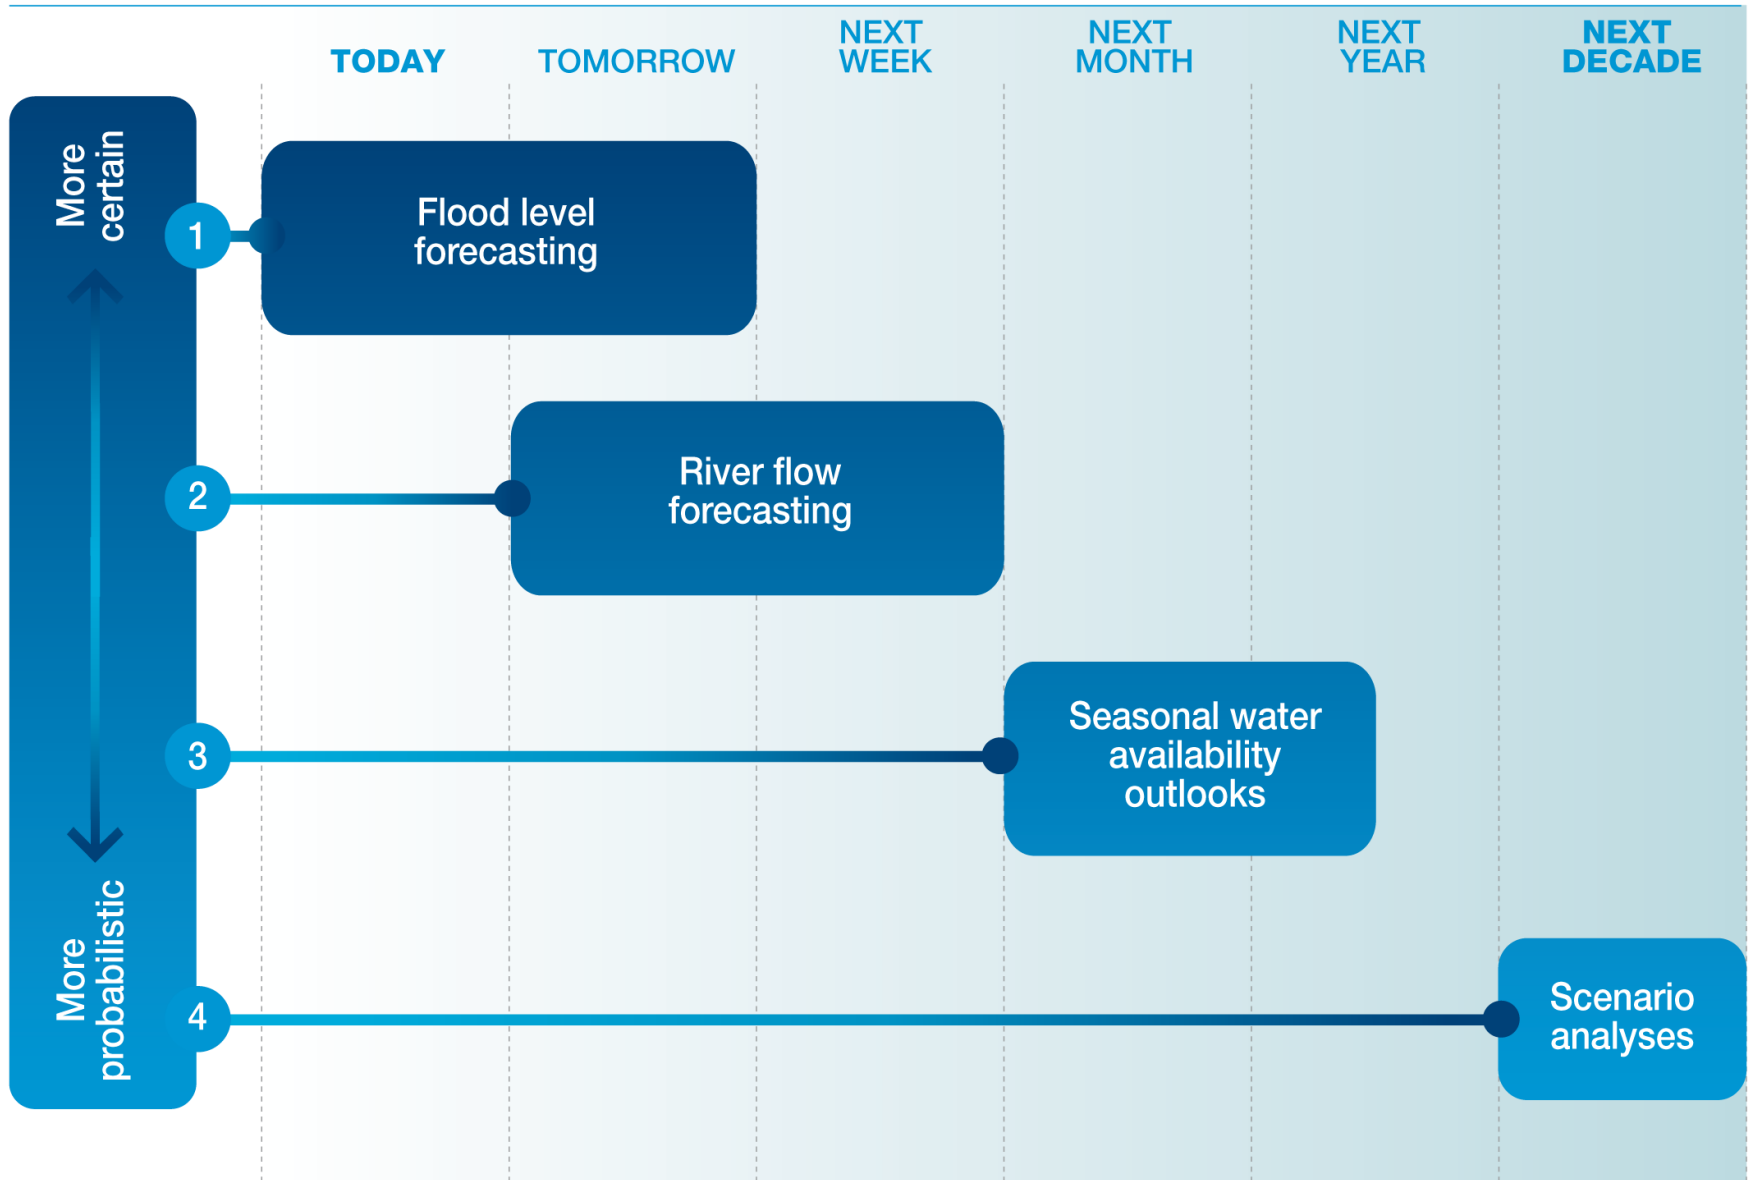 TODAY
TOMORROW
NEXT
WEEK
NEXT
MONTH
NEXT
YEAR
NEXT
DECADE
More
certain
1
Flood level
forecasting
2
River flow
forecasting
3
Seasonal water
availability
outlooks
More
probabilistic
4
Scenario
analyses